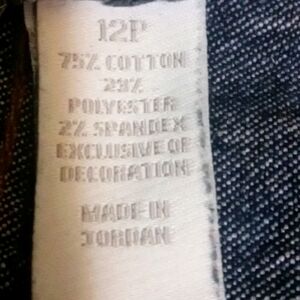 12P
75% COTTON
23%
POLYESTER
2% SPANDEX
EXCLUSIVE OF
DECORATION
MADE IN
JORDAN